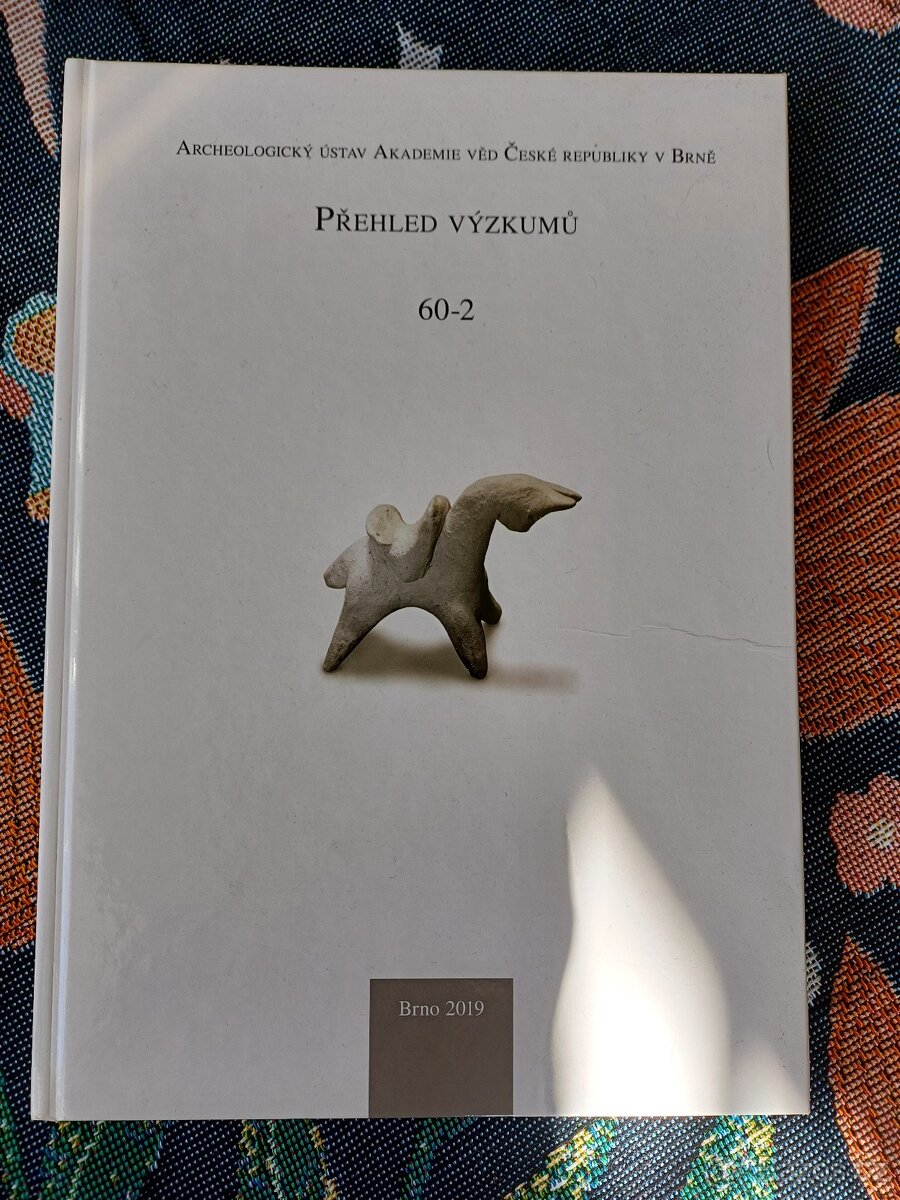 Archeologický ústav Akademie věd České republiky v Brně
Přehled výzkumů
60-2
Brno 2019